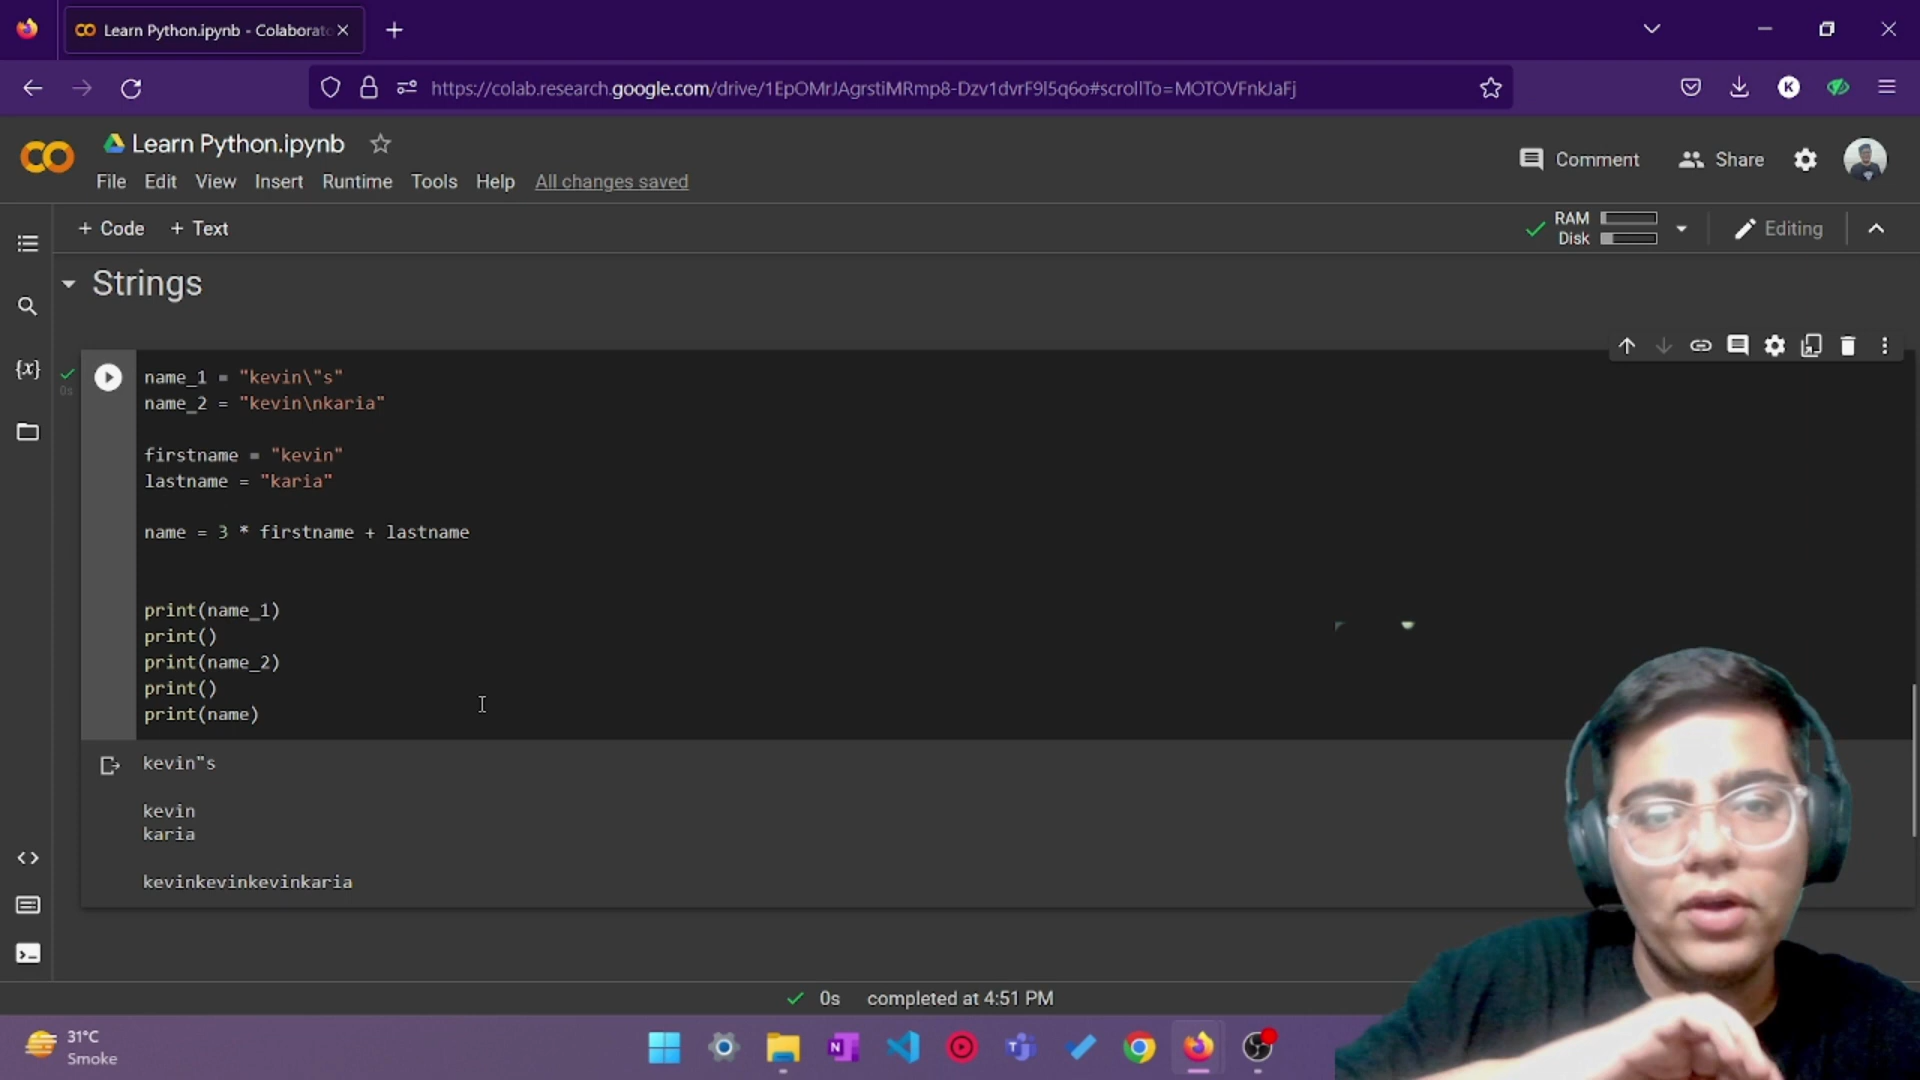 Learn Python.ipynb - Colaborato
https://colab.research.google.com/drive/1EpOMrJAgrstiMRmp8-Dzv1dvrF9l5q6o#scrollTo=MOTOVFnkJaFj
K
Learn Python.ipynb
Comment
Share
File Edit View Insert Runtime Tools Help All changes saved
+ Code + Text
RAM
Disk
Editing
Strings
{x}
0s
name_1 = "kevin\"s"
name_2 = "kevin\nkaria"
firstname = "kevin"
lastname = "karia"
name = 3 * firstname + lastname
print(name_1)
print()
print(name_2)
print()
print(name)
kevin"s
kevin
karia
kevinkevinkevinkaria
0s completed at 4:51 PM
31°C
Smoke